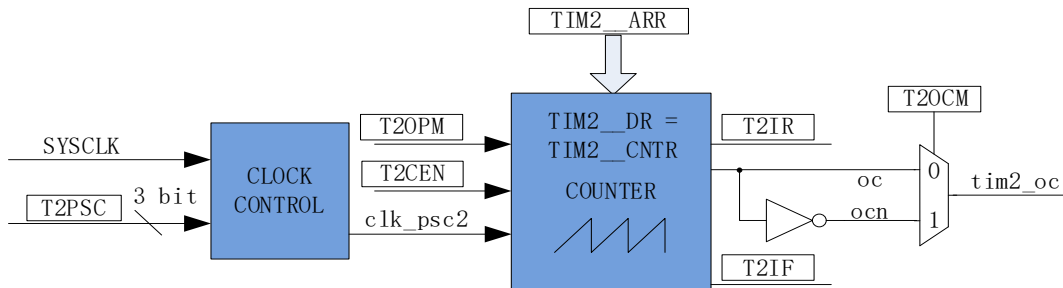 TIM2__ARR
T2OCM
T2OPM
TIM2__DR =
T2IR
SYSCLK
TIM2__CNTR
CLOCK
CONTROL
T2CEN
COUNTER
oc
0
tim2_oc
T2PSC
3 bit
clk_psc2
ocn
1
T2IF